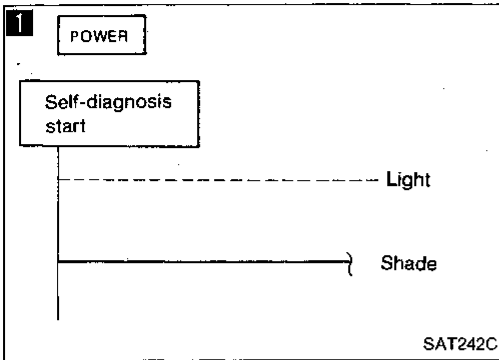 1
POWER
Self-diagnosis
start
Light
Shade
SAT242C